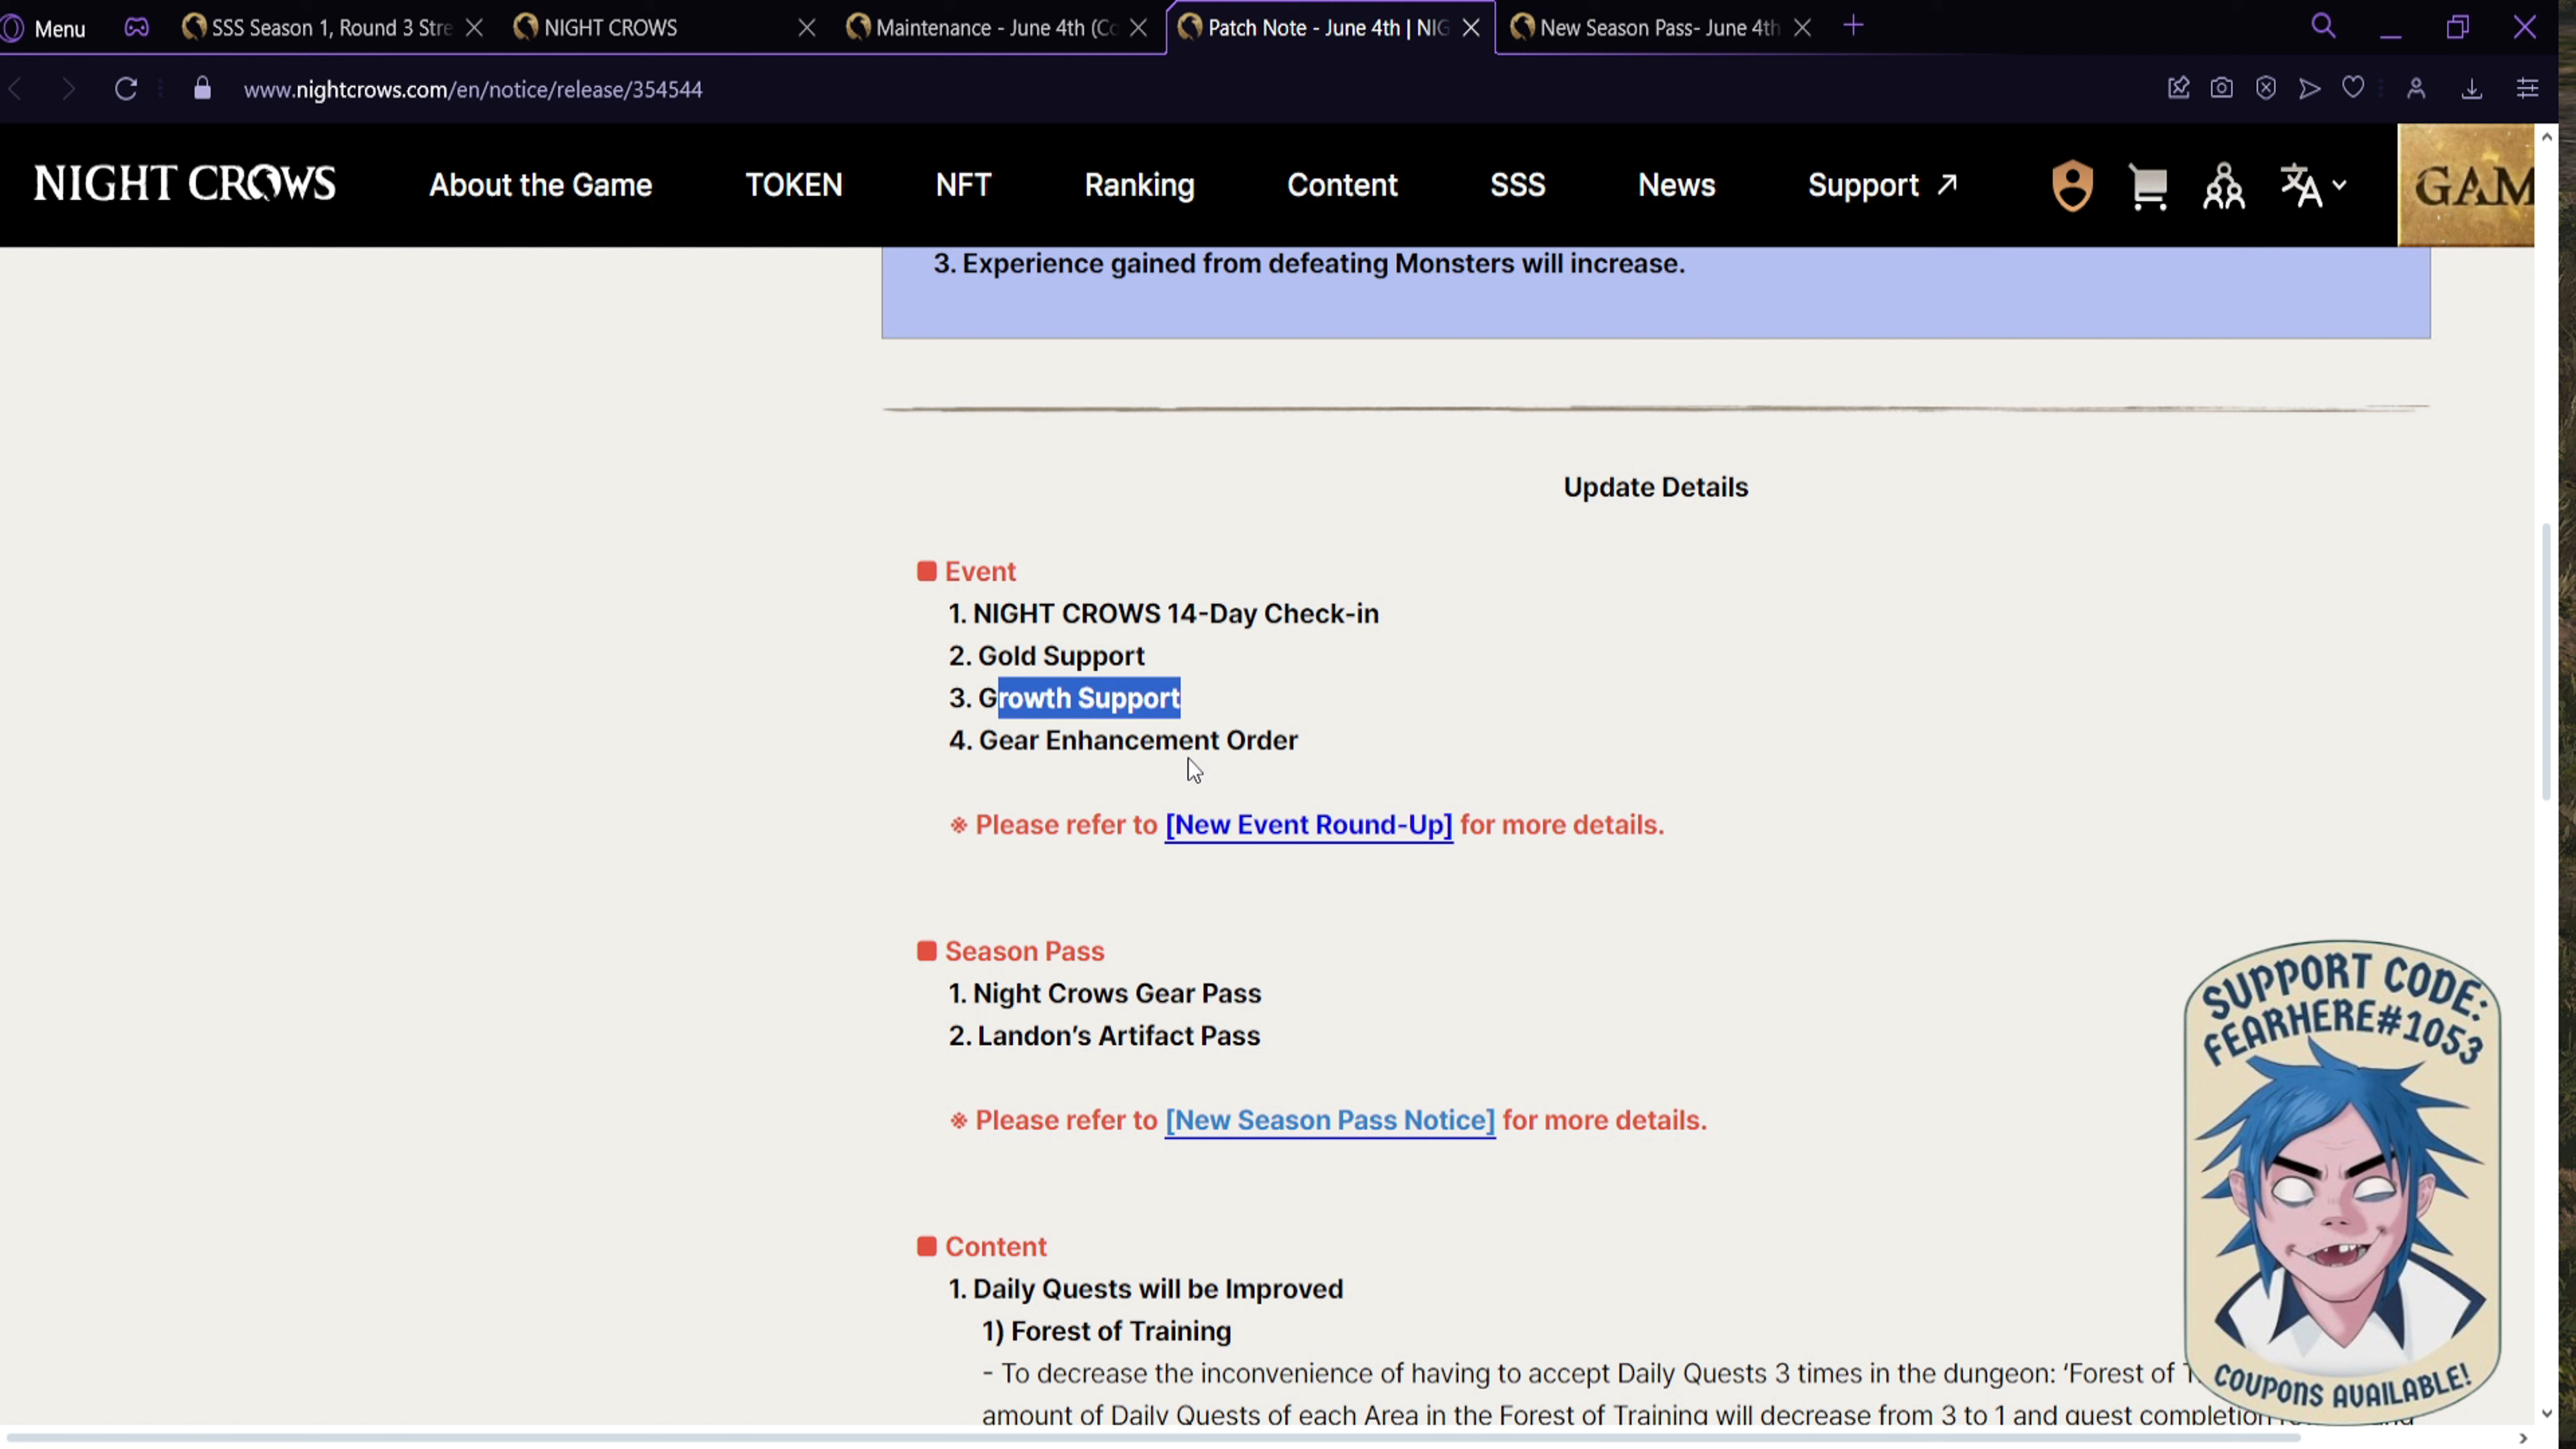 Menu
SSS Season 1, Round 3 Stre
NIGHT CROWS
Maintenance - June 4th (Co
Patch Note - June 4th | NIG
New Season Pass- June 4th
www.nightcrows.com/en/notice/release/354544
NIGHT CROWS
About the Game
TOKEN
NFT
Ranking
Content
SSS
News
Support
GAM
3. Experience gained from defeating Monsters will increase.
Update Details
Event
1. NIGHT CROWS 14-Day Check-in
2. Gold Support
3. Growth Support
4. Gear Enhancement Order
※ Please refer to [New Event Round-Up] for more details.
Season Pass
1. Night Crows Gear Pass
2. Landon's Artifact Pass
※ Please refer to [New Season Pass Notice] for more details.
Content
1. Daily Quests will be Improved
1) Forest of Training
- To decrease the inconvenience of having to accept Daily Quests 3 times in the dungeon: ‘Forest of T
amount of Daily Quests of each Area in the Forest of Training will decrease from 3 to 1 and quest completion
SUPPORT CODE:
FEARHERE#1053
COUPONS AVAILABLE!